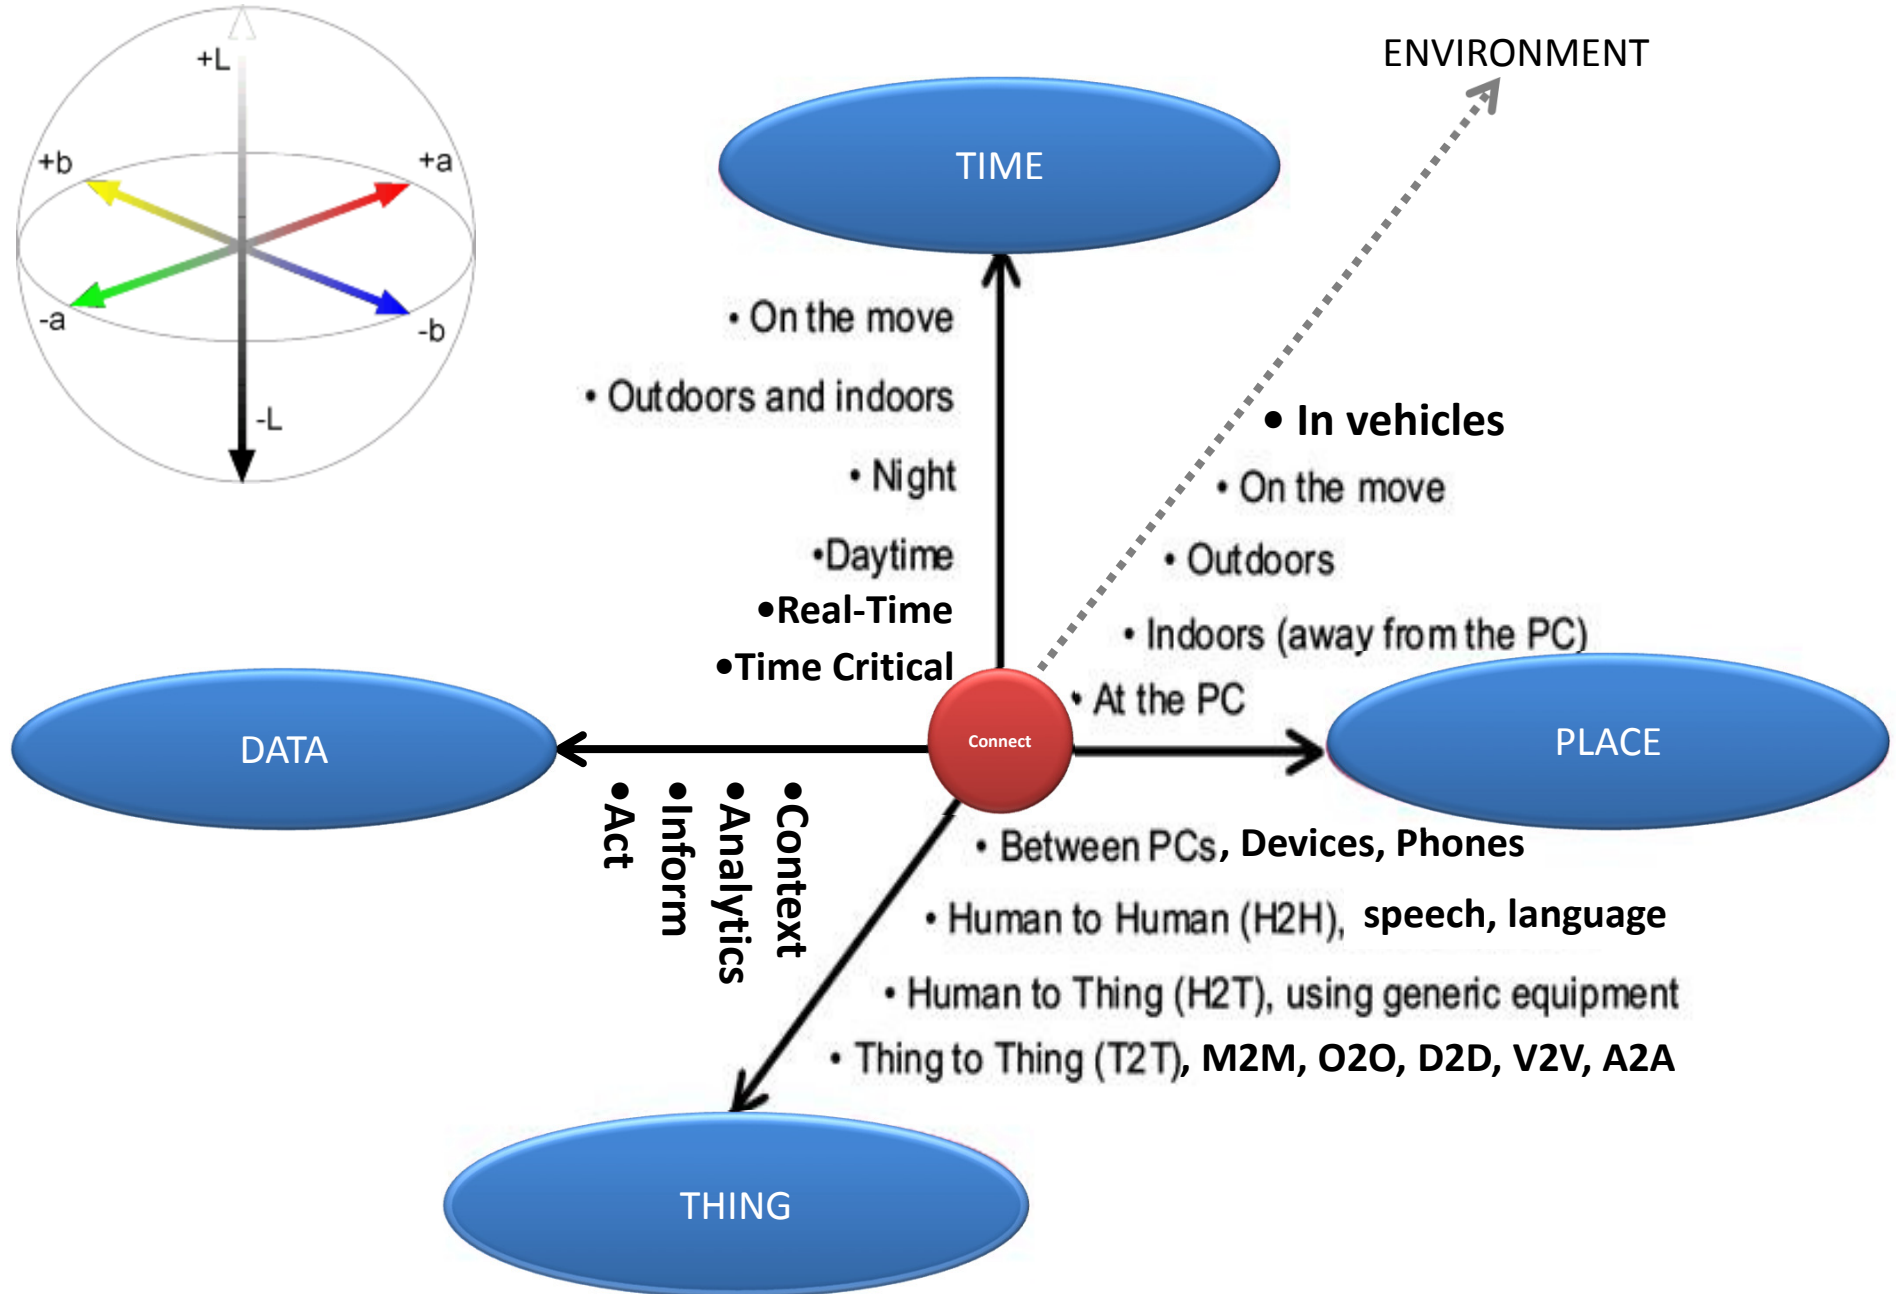 +L
+b
+a
-a
-b
-L
ENVIRONMENT
TIME
• On the move
• Outdoors and indoors
• Night
•Daytime
•Real-Time
•Time Critical
• In vehicles
• On the move
• Outdoors
• Indoors (away from the PC)
• At the PC
DATA
Connect
PLACE
•Context
•Analytics
•Inform
•Act
• Between PCs, Devices, Phones
• Human to Human (H2H), speech, language
• Human to Thing (H2T), using generic equipment
• Thing to Thing (T2T), M2M, O2O, D2D, V2V, A2A
THING